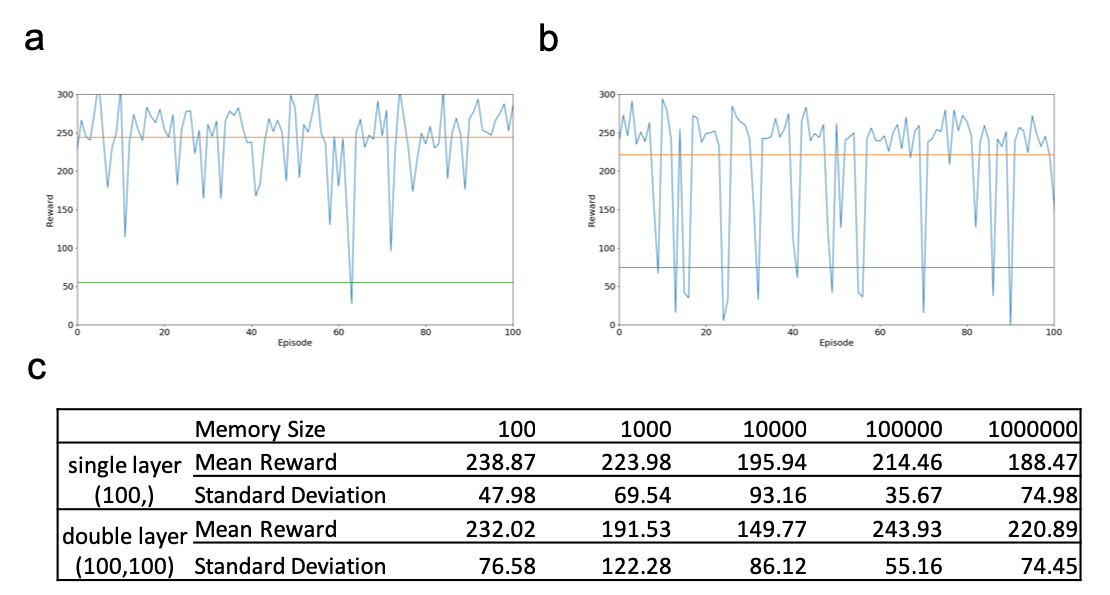 a
b
300
250
200
150
100
50
0
Reward
0 20 40 60 80 100
Episode
300
250
200
150
100
50
0
Reward
0 20 40 60 80 100
Episode
c
Memory Size 100 1000 10000 100000 1000000
single layer (100,)
Mean Reward 238.87 223.98 195.94 214.46 188.47
Standard Deviation 47.98 69.54 93.16 35.67 74.98
double layer (100,100)
Mean Reward 232.02 191.53 149.77 243.93 220.89
Standard Deviation 76.58 122.28 86.12 55.16 74.45